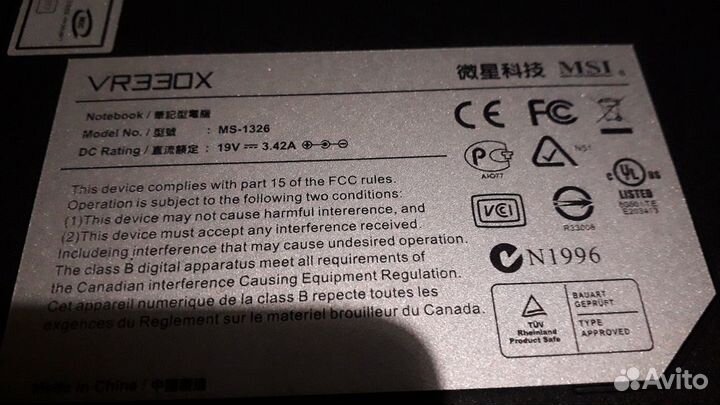 VR330X
微星科技 MSI
Notebook / 筆記型電腦
Model No. / 型號 : MS-1326
DC Rating / 直流額定 : 19V 3.42A
CE FC
This device complies with part 15 of the FCC rules.
Operation is subject to the following two conditions:
(1)This device may not cause harmful intererence, and
(2)This device must accept any interference received.
Inclueding interference that may cause undesired operation.
The class B digital apparatus meet all requirements of
the Canadian interference Causing Equipment Regulation.
Cet appareil numerique de la class B repecte toutes les
exgences du Reglement sur le materiel brouilleur du Canada.
Made in China / 中國製造
PC
N51
c UL us
LISTED
VCI
R33008
N1996
TÜV
Rheinland
Product Safe
BAUART
GEPRÜFT
TYPE
APPROVED
Avito